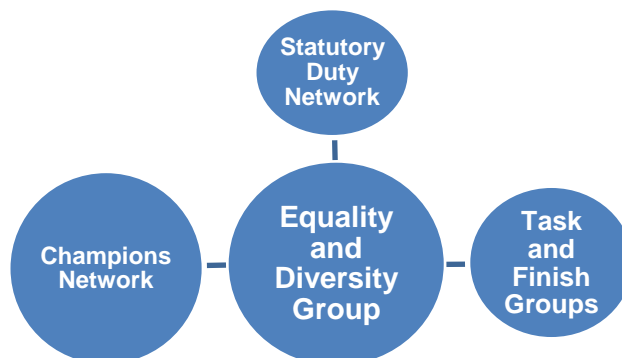 Statutory
Duty
Network
Champions
Network
Equality
and
Diversity
Group
Task
and
Finish
Groups